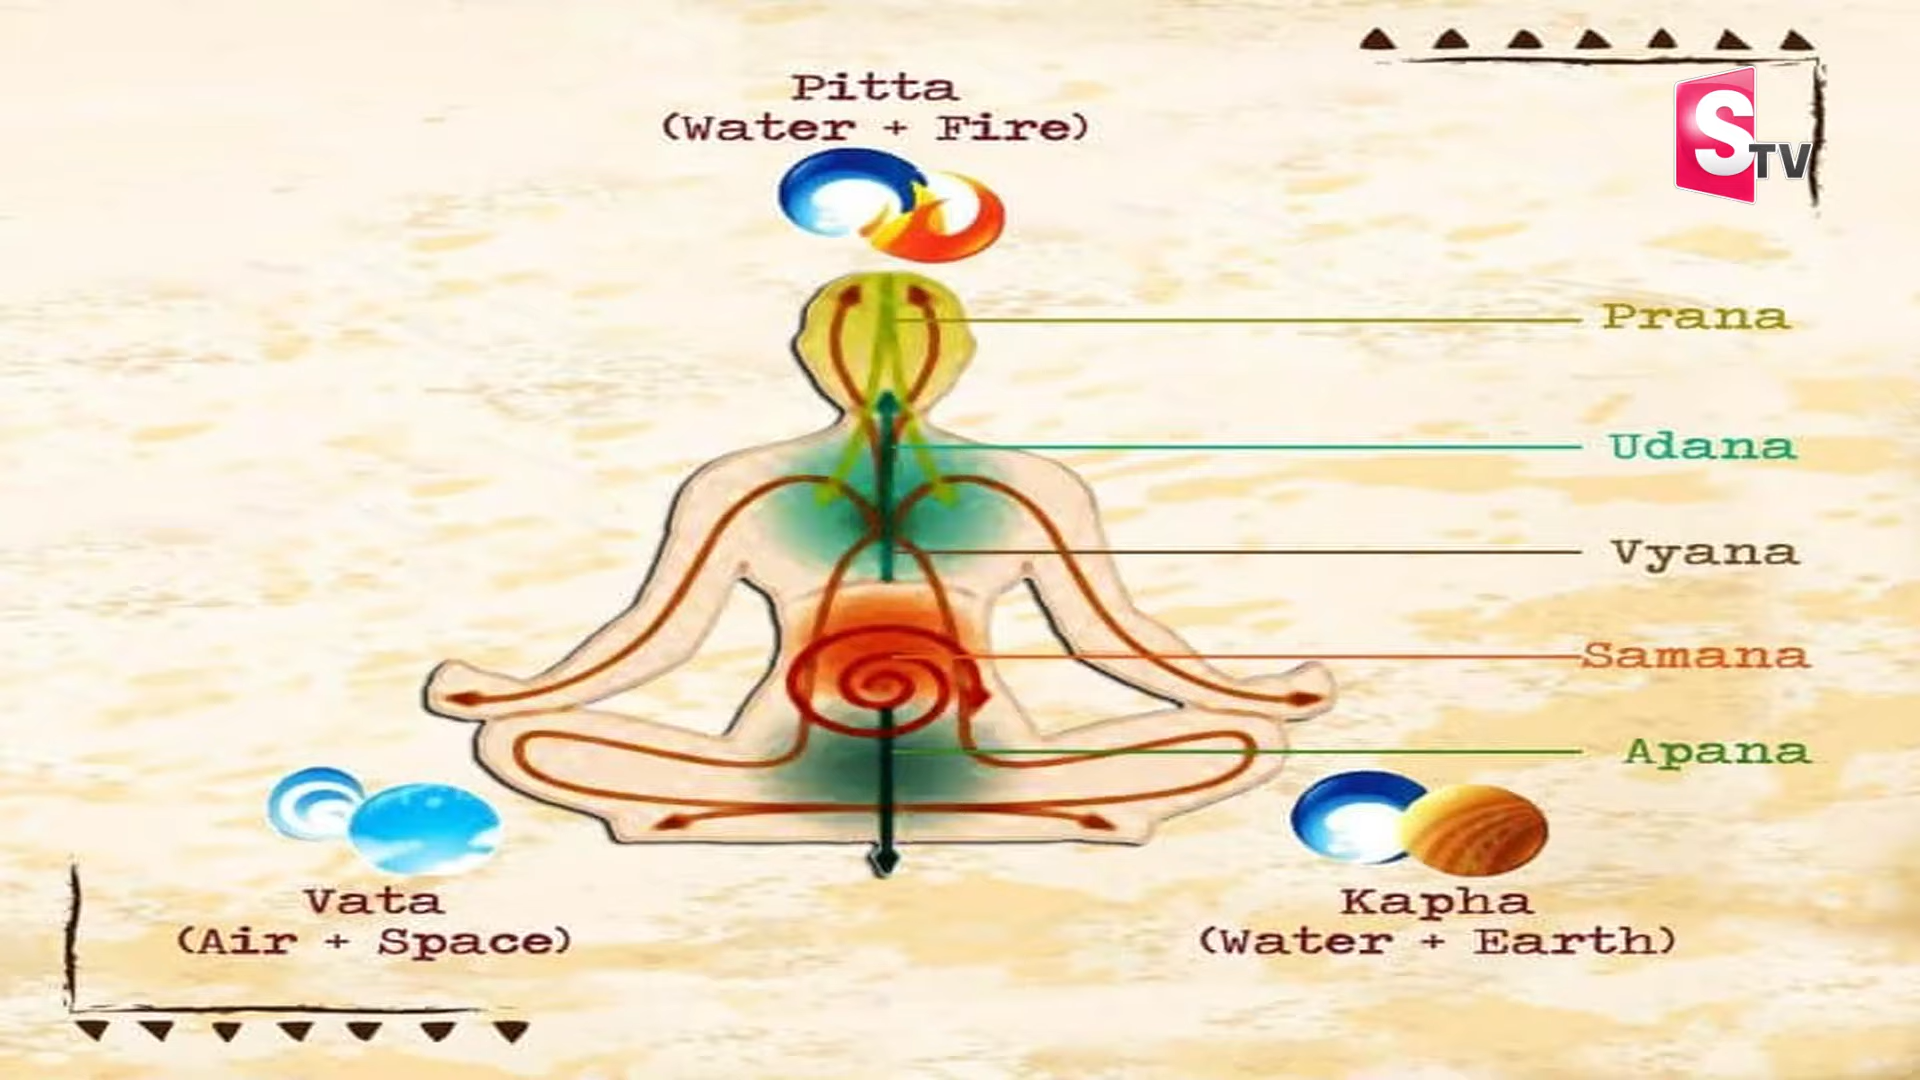 Pitta
(Water + Fire)
STV
Prana
Udana
Vyana
Samana
Apana
Vata
(Air + Space)
Kapha
(Water + Earth)